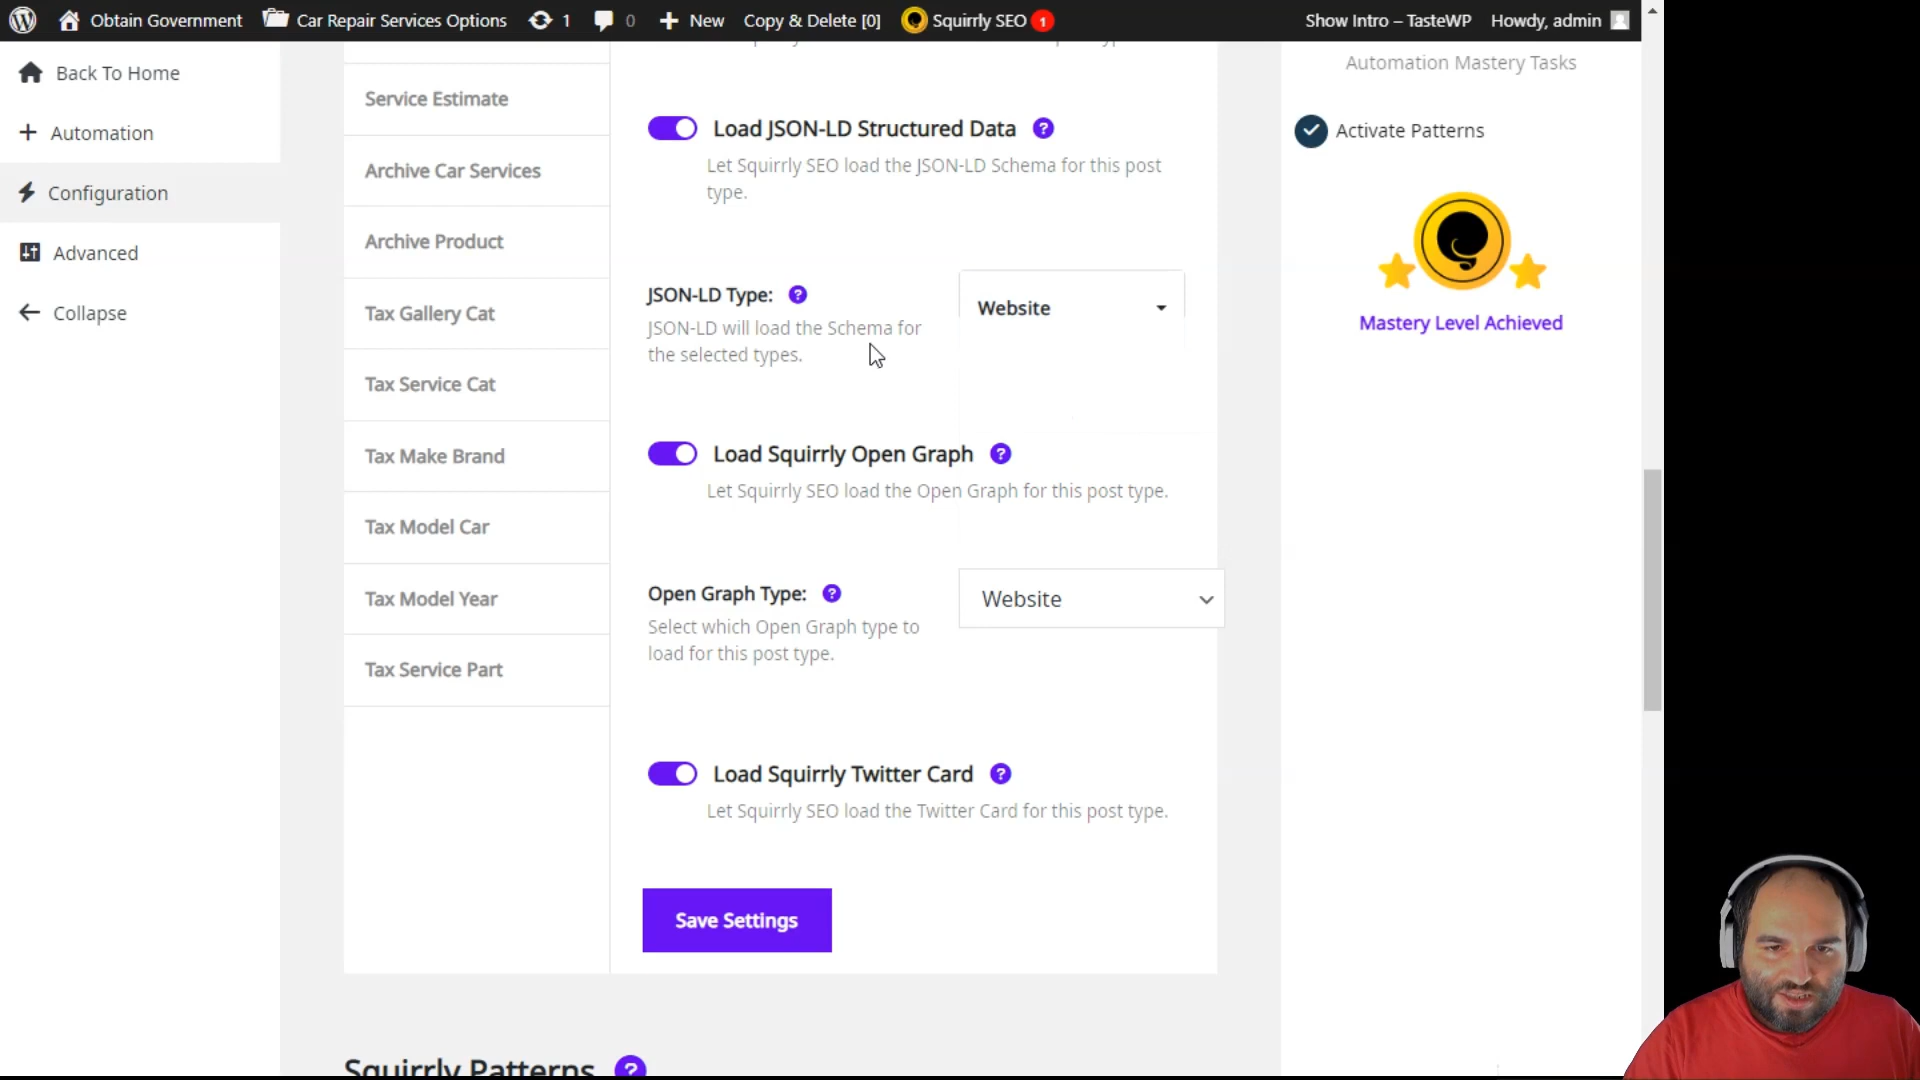 Obtain Government Car Repair Services Options 1 0 New Copy & Delete [0] Squirrly SEO 1 Show Intro – TasteWP Howdy, admin
Back To Home
Automation
Configuration
Advanced
Collapse
Service Estimate
Archive Car Services
Archive Product
Tax Gallery Cat
Tax Service Cat
Tax Make Brand
Tax Model Car
Tax Model Year
Tax Service Part
Load JSON-LD Structured Data ?
Let Squirrly SEO load the JSON-LD Schema for this post
type.
JSON-LD Type: ?
JSON-LD will load the Schema for
the selected types.
Website
Load Squirrly Open Graph ?
Let Squirrly SEO load the Open Graph for this post type.
Open Graph Type: ?
Select which Open Graph type to
load for this post type.
Website
Load Squirrly Twitter Card ?
Let Squirrly SEO load the Twitter Card for this post type.
Save Settings
Squirrly Patterns ?
Automation Mastery Tasks
Activate Patterns
Mastery Level Achieved